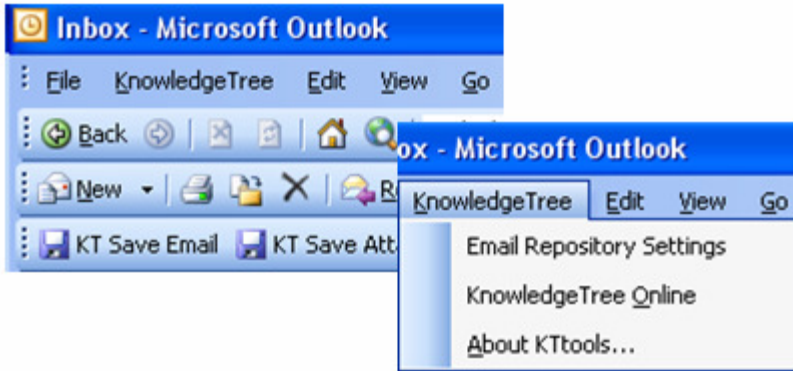 Inbox - Microsoft Outlook
File KnowledgeTree Edit View Go
Back
New
KT Save Email KT Save Att
ox - Microsoft Outlook
KnowledgeTree Edit View Go
Email Repository Settings
KnowledgeTree Online
About KTtools...